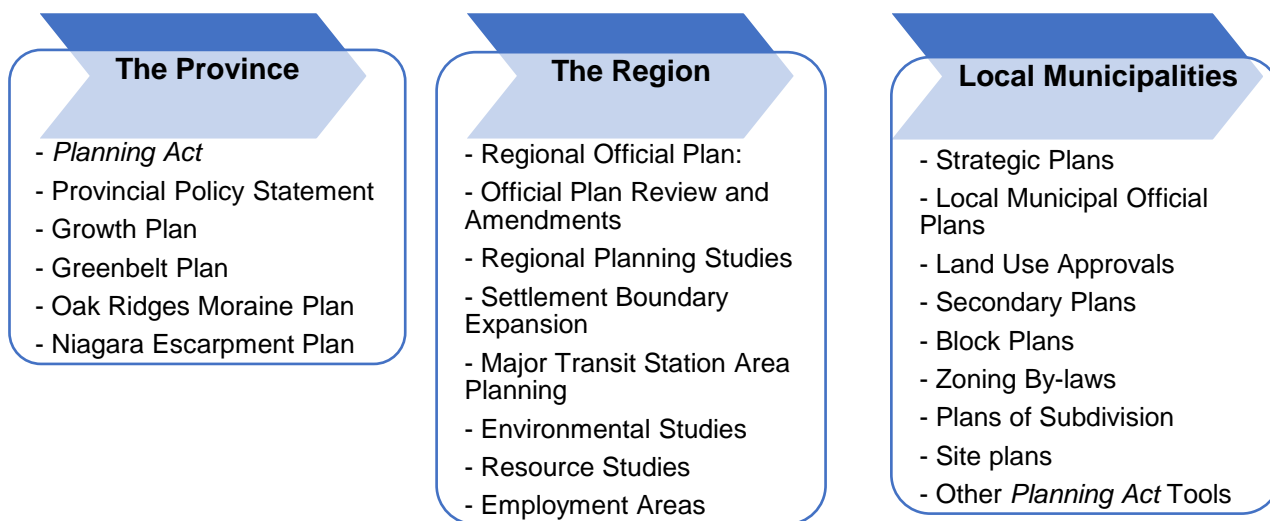 The Province
- Planning Act
- Provincial Policy Statement
- Growth Plan
- Greenbelt Plan
- Oak Ridges Moraine Plan
- Niagara Escarpment Plan
The Region
- Regional Official Plan:
- Official Plan Review and
Amendments
- Regional Planning Studies
- Settlement Boundary
Expansion
- Major Transit Station Area
Planning
- Environmental Studies
- Resource Studies
- Employment Areas
Local Municipalities
- Strategic Plans
- Local Municipal Official
Plans
- Land Use Approvals
- Secondary Plans
- Block Plans
- Zoning By-laws
- Plans of Subdivision
- Site plans
- Other Planning Act Tools